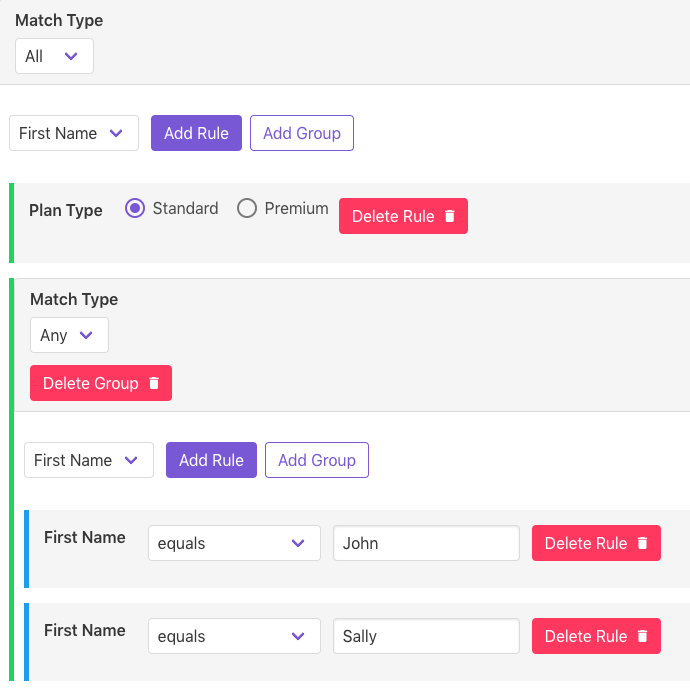 Match Type
All
First Name Add Rule Add Group
Plan Type Standard Premium Delete Rule
Match Type
Any
Delete Group
First Name Add Rule Add Group
First Name equals John Delete Rule
First Name equals Sally Delete Rule